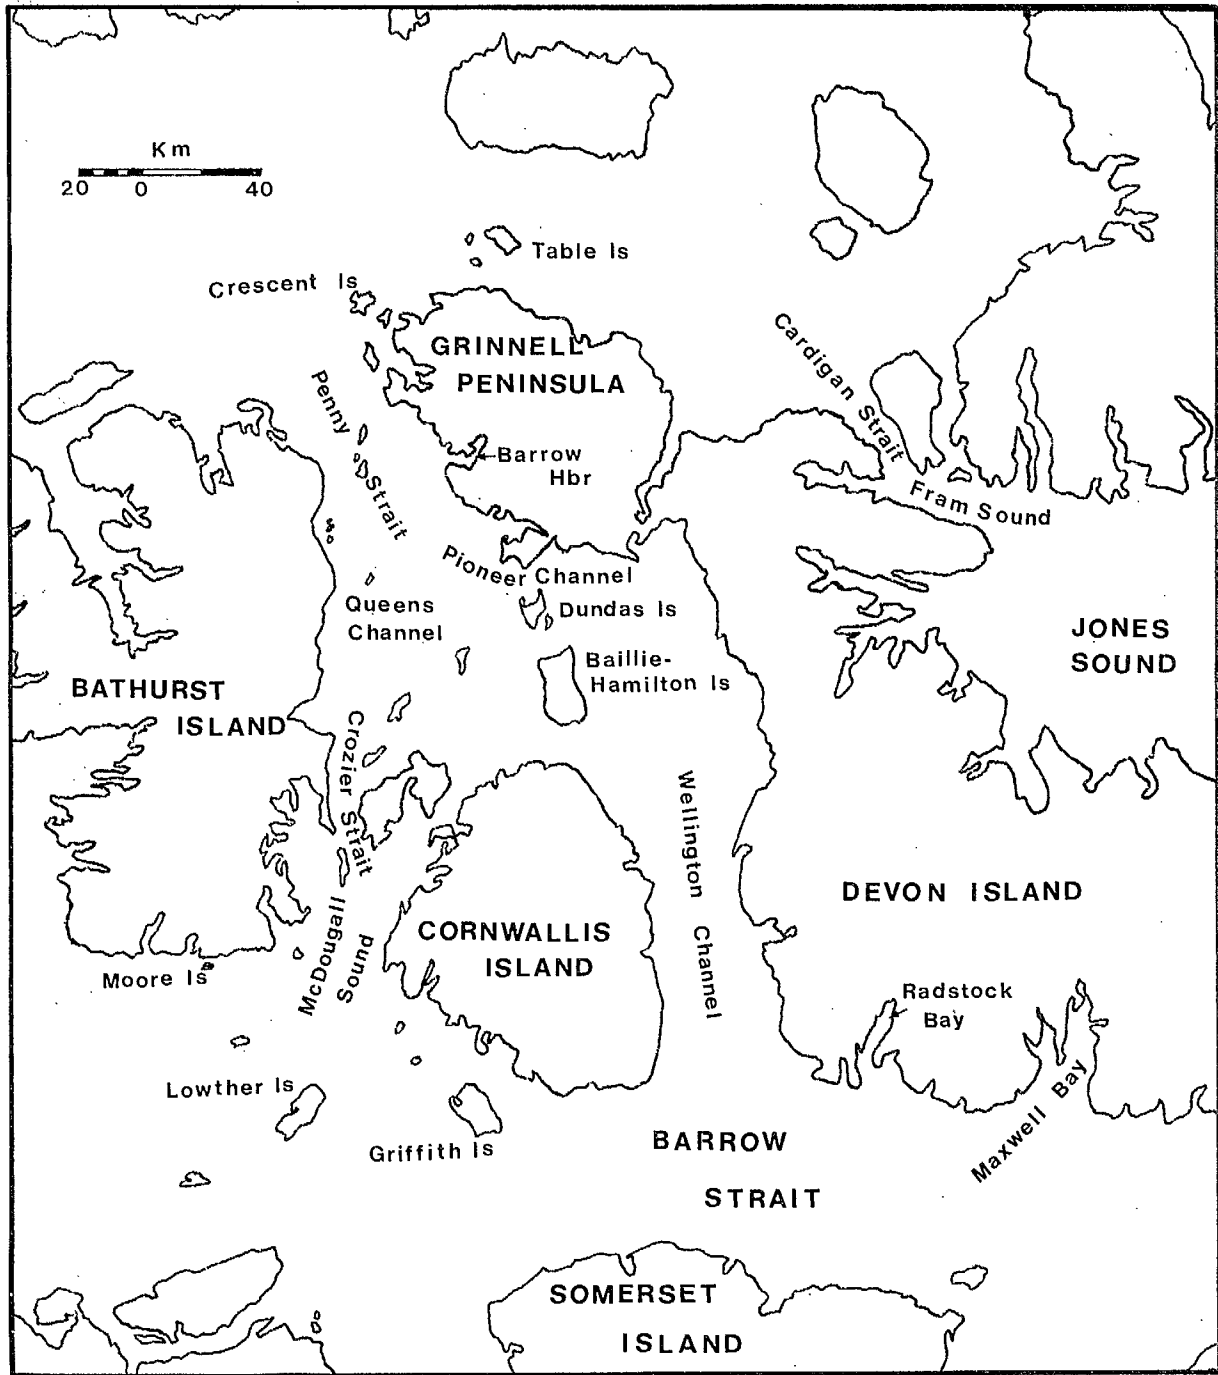 Km
20 0 40
Table Is
Crescent Is
GRINNELL
PENINSULA
Cardigan Strait
Penny Strait
Barrow
Hbr
Fram Sound
Pioneer Channel
Queens
Channel
Dundas Is
JONES
SOUND
Baillie-
Hamilton Is
BATHURST
ISLAND
Crozier Strait
Wellington Channel
DEVON ISLAND
CORNWALLIS
ISLAND
McDougall
Sound
Moore Is
Radstock
Bay
Lowther Is
Maxwell Bay
Griffith Is
BARROW
STRAIT
SOMERSET
ISLAND